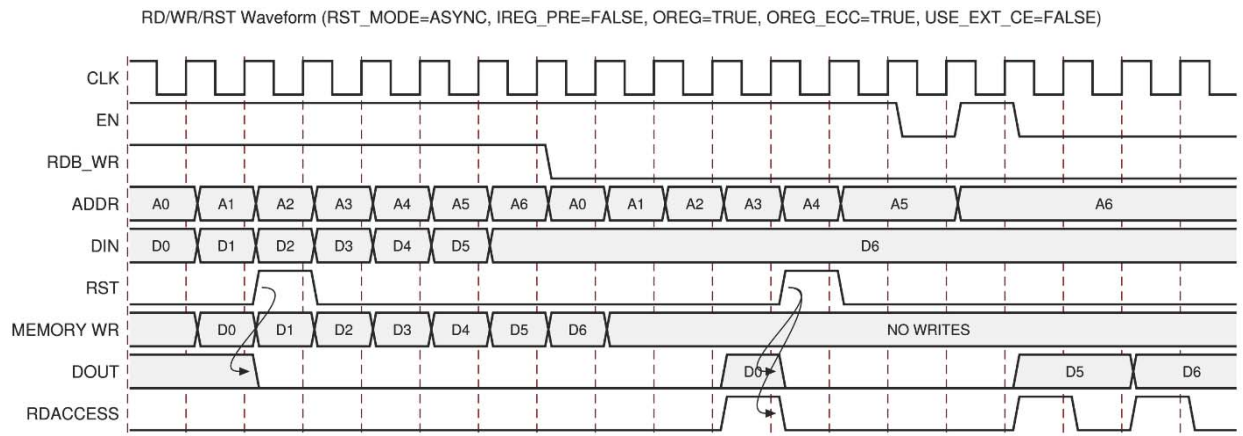 RD/WR/RST Waveform (RST_MODE=ASYNC, IREG_PRE=FALSE, OREG=TRUE, OREG_ECC=TRUE, USE_EXT_CE=FALSE)
CLK
EN
RDB_WR
ADDR A0 A1 A2 A3 A4 A5 A6 A0 A1 A2 A3 A4 A5 A6
DIN D0 D1 D2 D3 D4 D5 D6
RST
MEMORY WR D0 D1 D2 D3 D4 D5 D6 NO WRITES
DOUT D0 D5 D6
RDACCESS